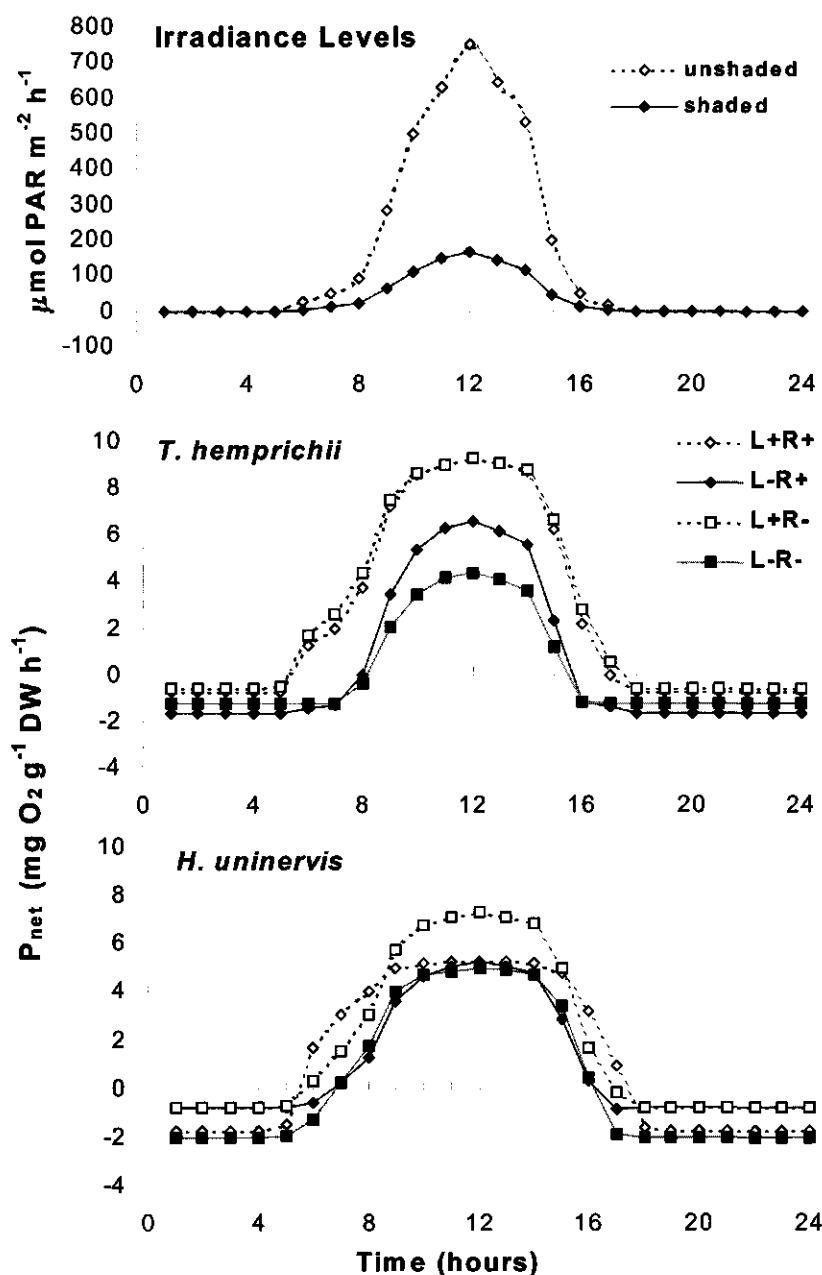 Irradiance Levels
unshaded
shaded
µmol PAR m-2 h-1
800
700
600
500
400
300
200
100
0
-100
0 4 8 12 16 20 24
T. hemprichii
L+R+
L-R+
L+R-
L-R-
10
8
6
4
2
0
-2
-4
0 4 8 12 16 20 24
Pnet (mg O2 g-1 DW h-1)
H. uninervis
10
8
6
4
2
0
-2
-4
0 4 8 12 16 20 24
Time (hours)